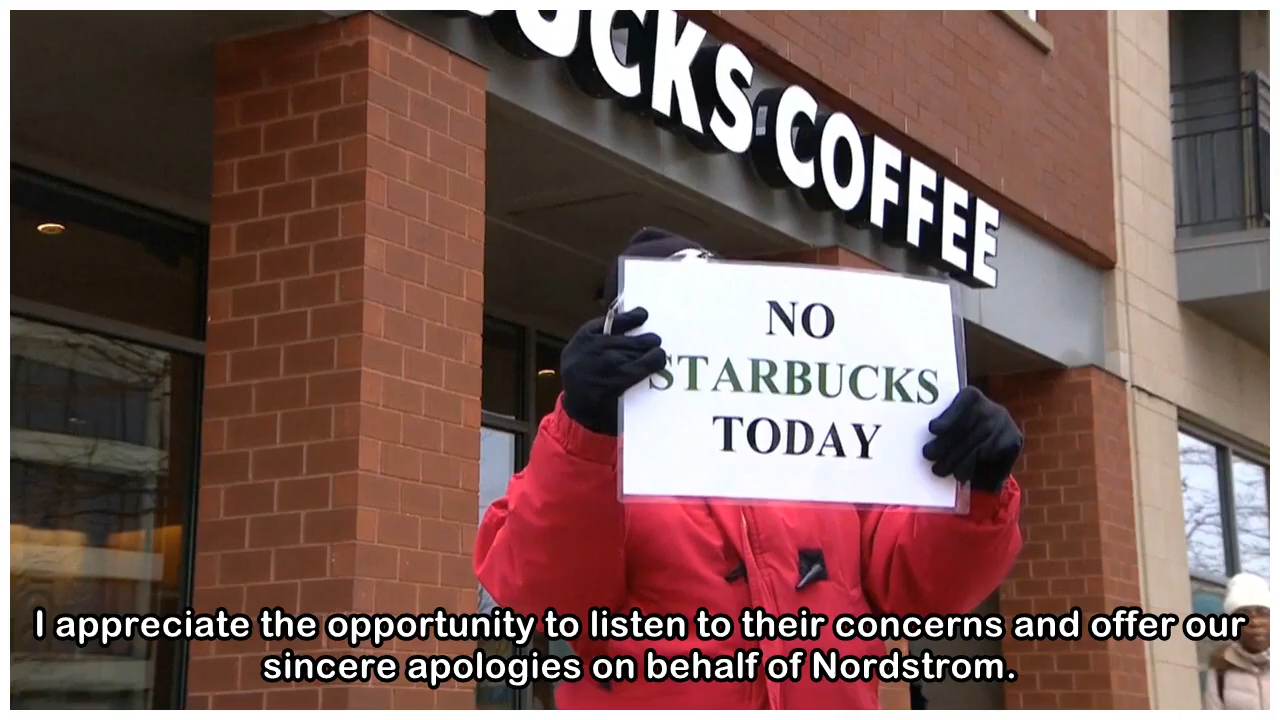 BUCKS COFFEE
NO
STARBUCKS
TODAY
I appreciate the opportunity to listen to their concerns and offer our
sincere apologies on behalf of Nordstrom.